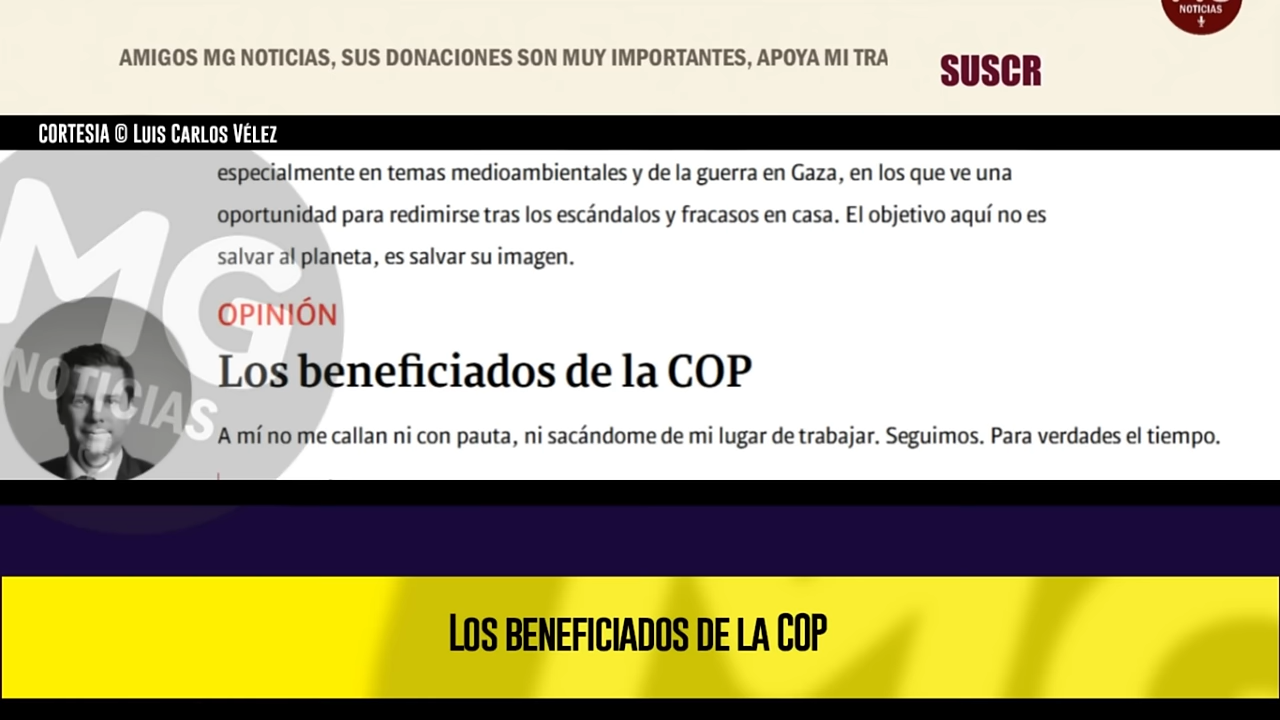 NOTICIAS
AMIGOS MG NOTICIAS, SUS DONACIONES SON MUY IMPORTANTES, APOYA MI TRA
SUSCR
CORTESIA © LUIS CARLOS VÉLEZ
especialmente en temas medioambientales y de la guerra en Gaza, en los que ve una
oportunidad para redimirse tras los escándalos y fracasos en casa. El objetivo aquí no es
salvar al planeta, es salvar su imagen.
MG
NOTICIAS
OPINIÓN
Los beneficiados de la COP
A mí no me callan ni con pauta, ni sacándome de mi lugar de trabajar. Seguimos. Para verdades el tiempo.
LOS BENEFICIADOS DE LA COP